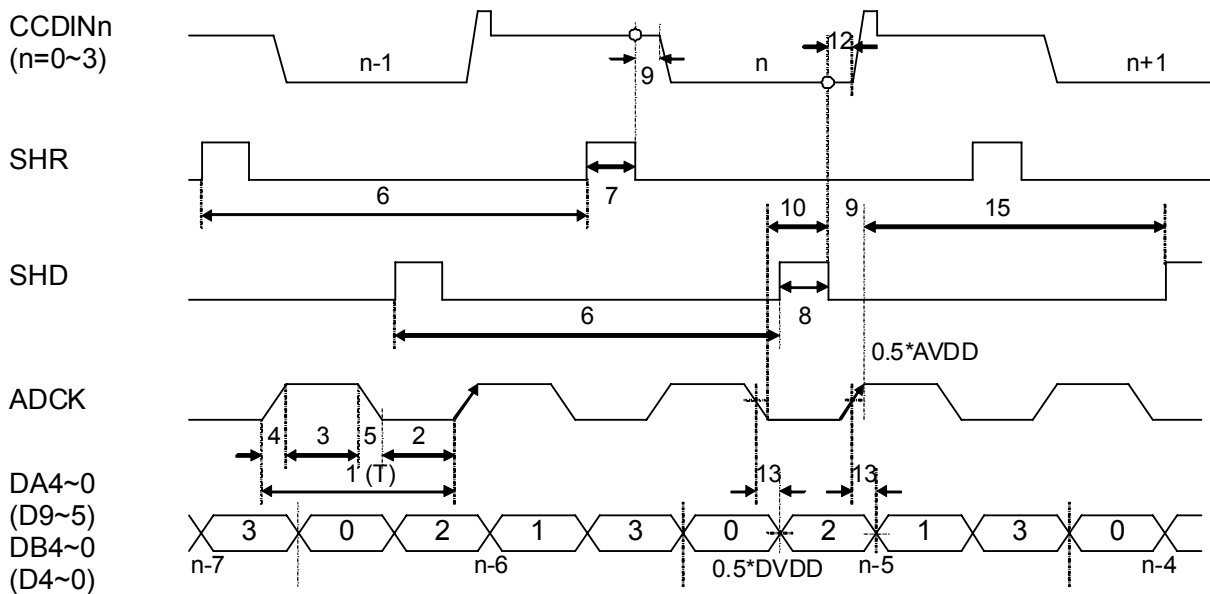 CCDINn
(n=0~3)
n-1
9
n
12
n+1
SHR
6
7
10
9
15
SHD
6
8
0.5*AVDD
ADCK
4
3
5
2
1 (T)
13
13
DA4~0
(D9~5)
DB4~0
(D4~0)
3
0
2
1
3
0
2
1
3
0
n-7
n-6
0.5*DVDD
n-5
n-4